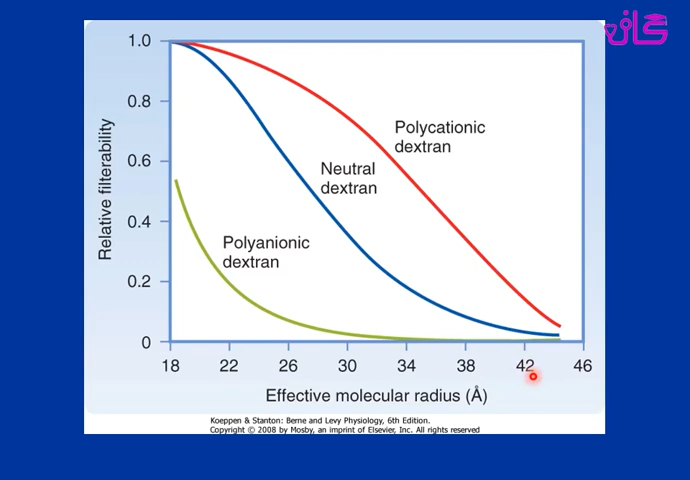 گاز
1.0
0.8
0.6
0.4
0.2
0
Relative filterability
Polycationic
dextran
Neutral
dextran
Polyanionic
dextran
18 22 26 30 34 38 42 46
Effective molecular radius (Å)
Koeppen & Stanton: Berne and Levy Physiology, 6th Edition.
Copyright © 2008 by Mosby, an imprint of Elsevier, Inc. All rights reserved